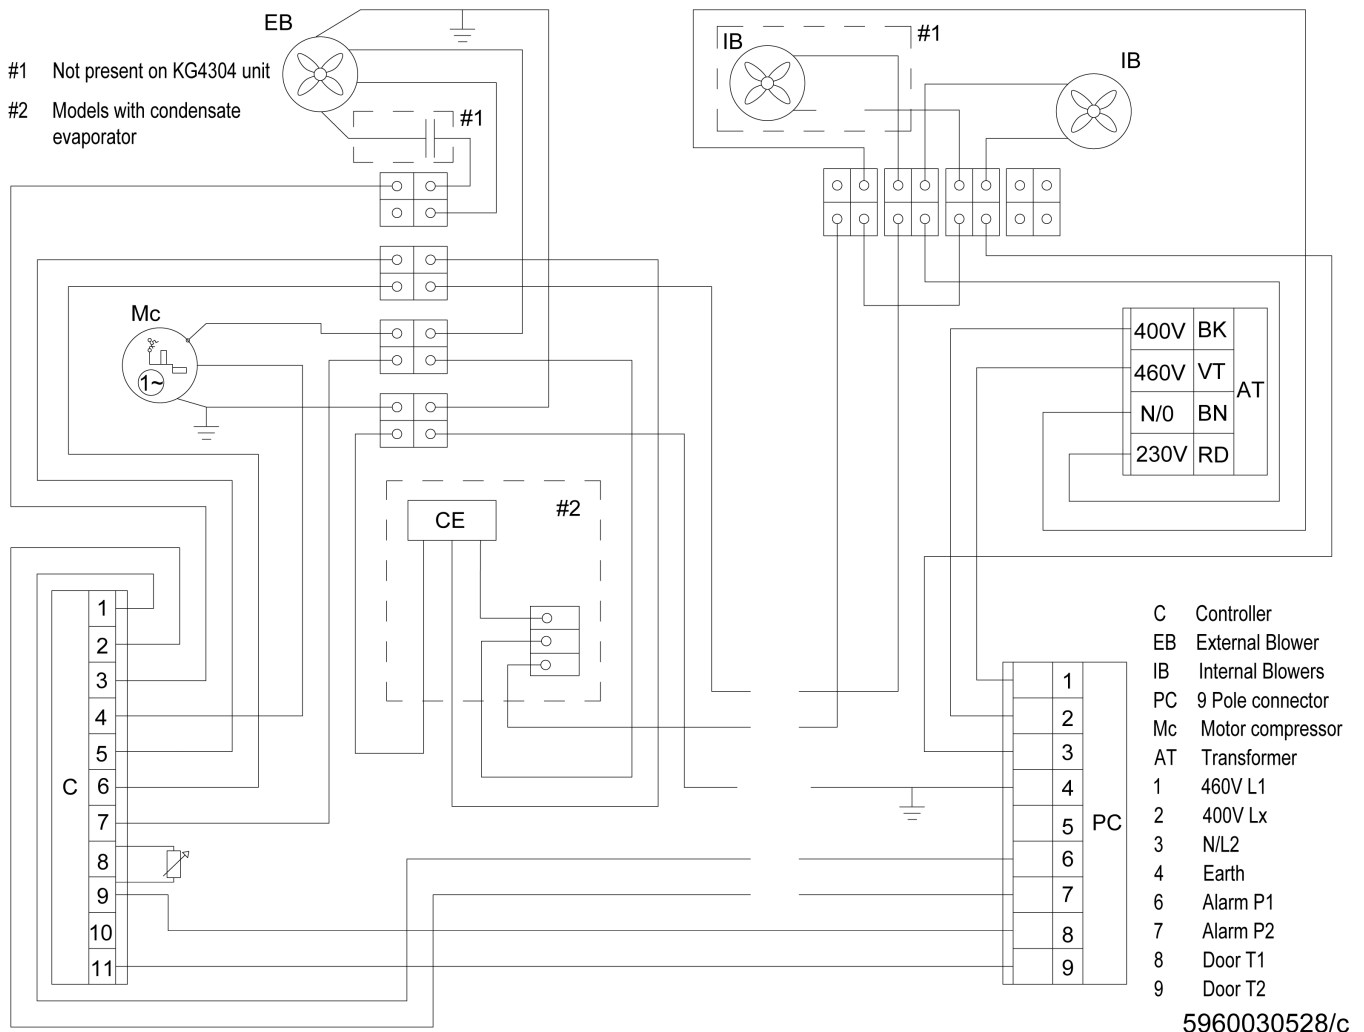 EB
#1 Not present on KG4304 unit
#2 Models with condensate
evaporator
#1
IB
#1
IB
Mc
1~
400V BK
460V VT
N/0 BN
230V RD
AT
CE
#2
C
1
2
3
4
5
6
7
8
9
10
11
1
2
3
4
5
6
7
8
9
PC
C Controller
EB External Blower
IB Internal Blowers
PC 9 Pole connector
Mc Motor compressor
AT Transformer
1 460V L1
2 400V Lx
3 N/L2
4 Earth
6 Alarm P1
7 Alarm P2
8 Door T1
9 Door T2
5960030528/c